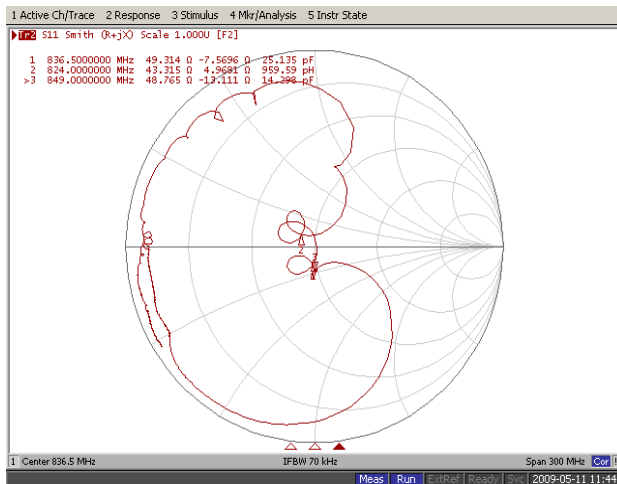 1 Active Ch/Trace 2 Response 3 Stimulus 4 Mkr/Analysis 5 Instr State
Tr2 S11 Smith (R+jX) Scale 1.000U [F2]
1 836.5000000 MHz 49.314 Ω -7.5696 Ω 25.135 pF
2 824.0000000 MHz 43.315 Ω 4.9681 Ω 959.59 pH
>3 849.0000000 MHz 48.765 Ω -13.111 Ω 14.298 pF
2
3
1 Center 836.5 MHz IFBW 70 kHz Span 300 MHz Cor
Meas Run ExtRef Ready Svc 2009-05-11 11:44